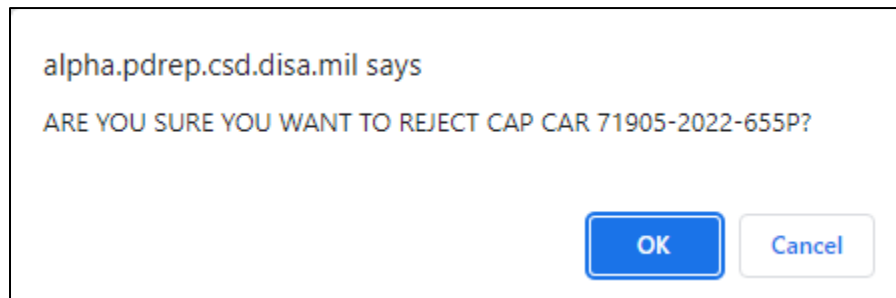 alpha.pdrep.csd.disa.mil says
ARE YOU SURE YOU WANT TO REJECT CAP CAR 71905-2022-655P?
OK Cancel